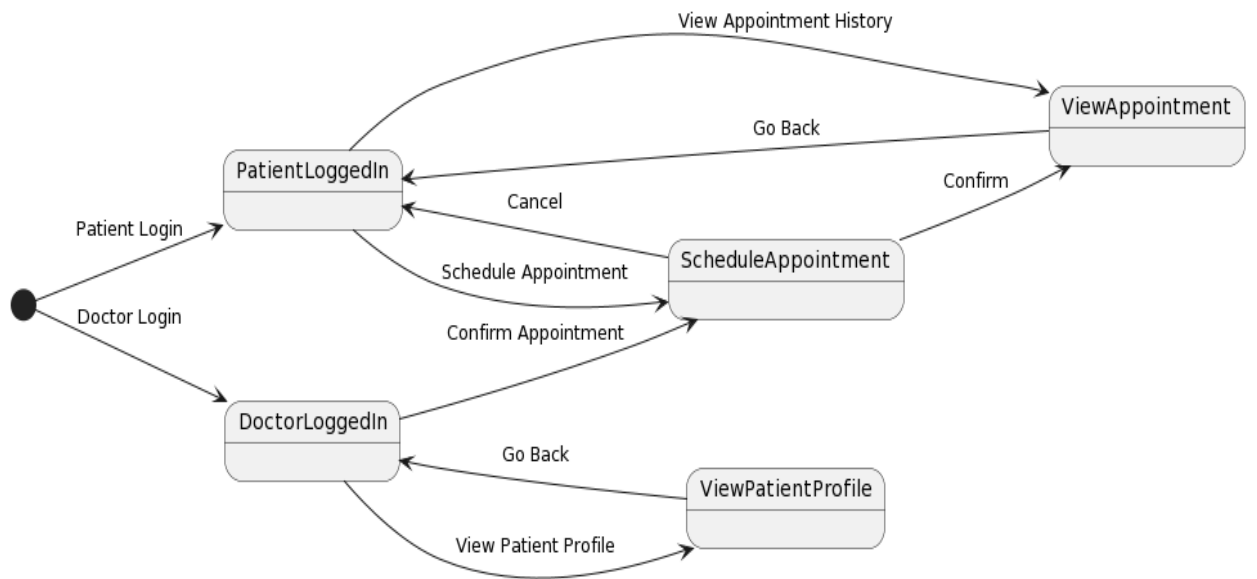 View Appointment History
ViewAppointment
Go Back
PatientLoggedIn
Confirm
Cancel
Patient Login
ScheduleAppointment
Schedule Appointment
Doctor Login
Confirm Appointment
DoctorLoggedIn
Go Back
ViewPatientProfile
View Patient Profile